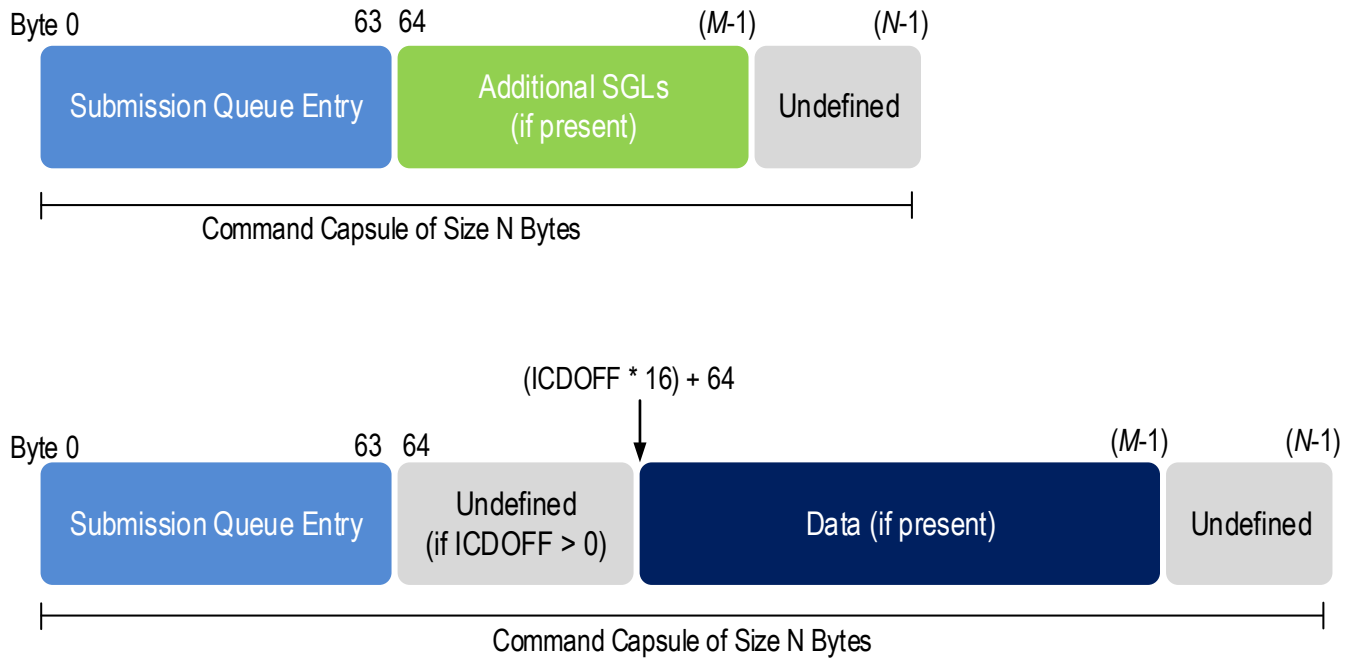 Byte 0 63 64 (M-1) (N-1)
Submission Queue Entry
Additional SGLs
(if present)
Undefined
Command Capsule of Size N Bytes
(ICDOFF * 16) + 64
Byte 0 63 64 (M-1) (N-1)
Submission Queue Entry
Undefined
(if ICDOFF > 0)
Data (if present)
Undefined
Command Capsule of Size N Bytes